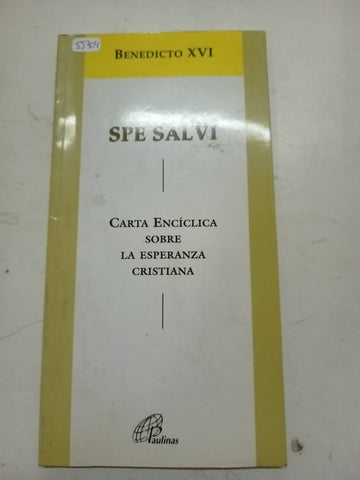 55304
BENEDICTO XVI
SPE SALVI
CARTA ENCÍCLICA
SOBRE
LA ESPERANZA
CRISTIANA
Paulinas